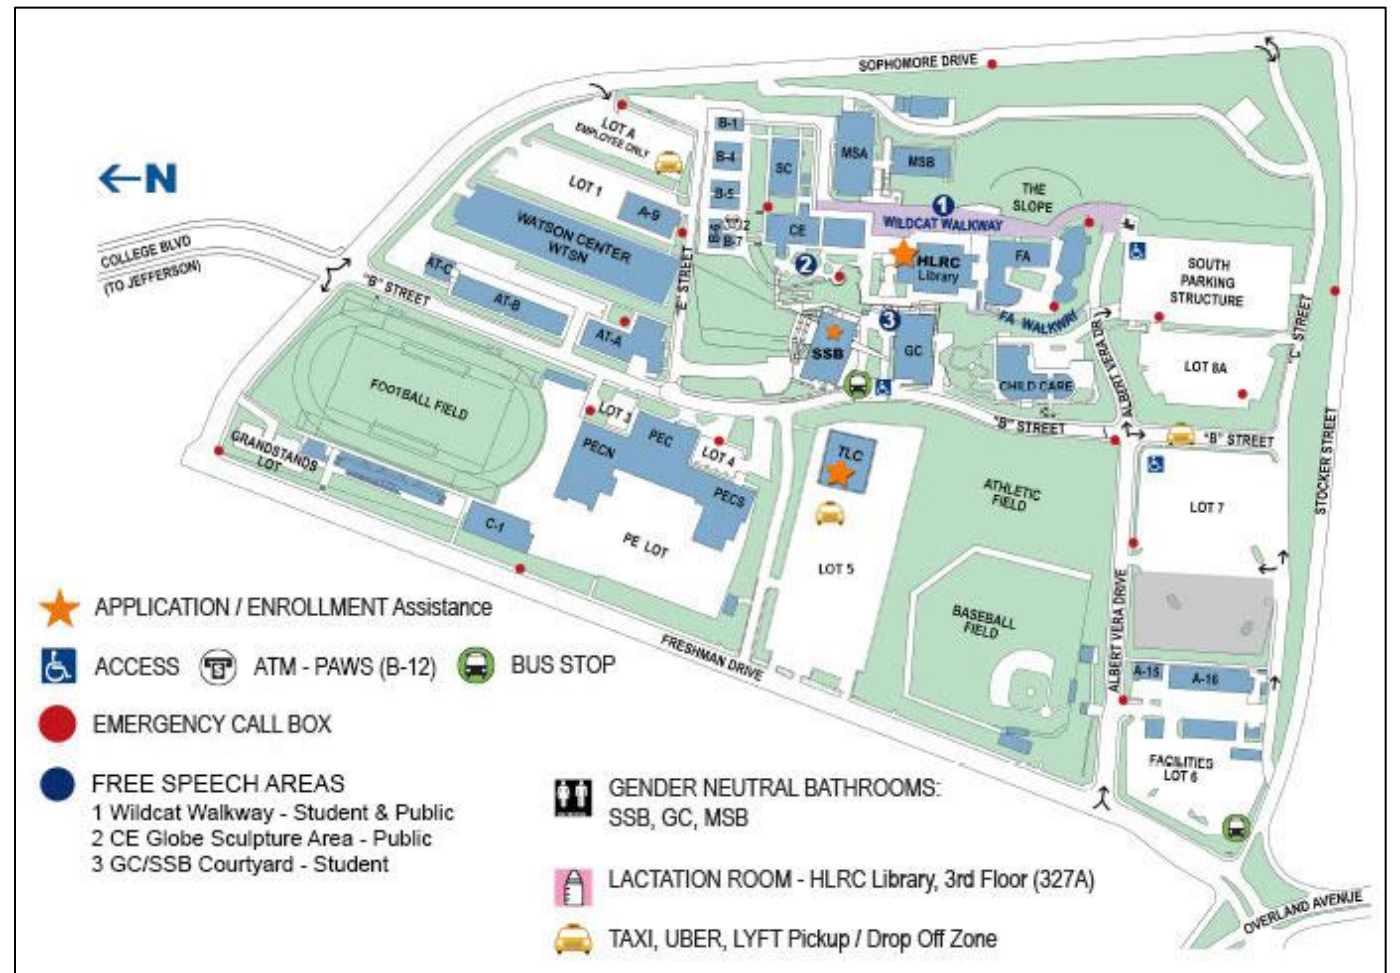 SOPHOMORE DRIVE
LOT A
EMPLOYEE ONLY
B-1
B-4
B-5
B-6
B-7
12
SC
MSA
MSB
THE
SLOPE
1
WILDCAT WALKWAY
←N
LOT 1
A-9
WATSON CENTER
WTSN
CE
2
HLRC
Library
FA
FA WALKWAY
SOUTH
PARKING
STRUCTURE
COLLEGE BLVD
(TO JEFFERSON)
"B" STREET
AT-C
AT-B
AT-A
E" STREET
3
SSB
GC
CHILD CARE
ALBERT VERA DR
LOT 8A
"C" STREET
STOCKER STREET
FOOTBALL FIELD
GRANDSTANDS
LOT
LOT 3
PEC
PECN
LOT 4
PECS
C-1
PE LOT
TLC
LOT 5
"B" STREET
"B" STREET
ATHLETIC
FIELD
LOT 7
BASEBALL
FIELD
ALBERT VERA DRIVE
A-15
A-16
FACILITIES
LOT 6
FRESHMAN DRIVE
OVERLAND AVENUE
APPLICATION / ENROLLMENT Assistance
ACCESS
ATM - PAWS (B-12)
BUS STOP
EMERGENCY CALL BOX
FREE SPEECH AREAS
1 Wildcat Walkway - Student & Public
2 CE Globe Sculpture Area - Public
3 GC/SSB Courtyard - Student
GENDER NEUTRAL BATHROOMS:
SSB, GC, MSB
LACTATION ROOM - HLRC Library, 3rd Floor (327A)
TAXI, UBER, LYFT Pickup / Drop Off Zone